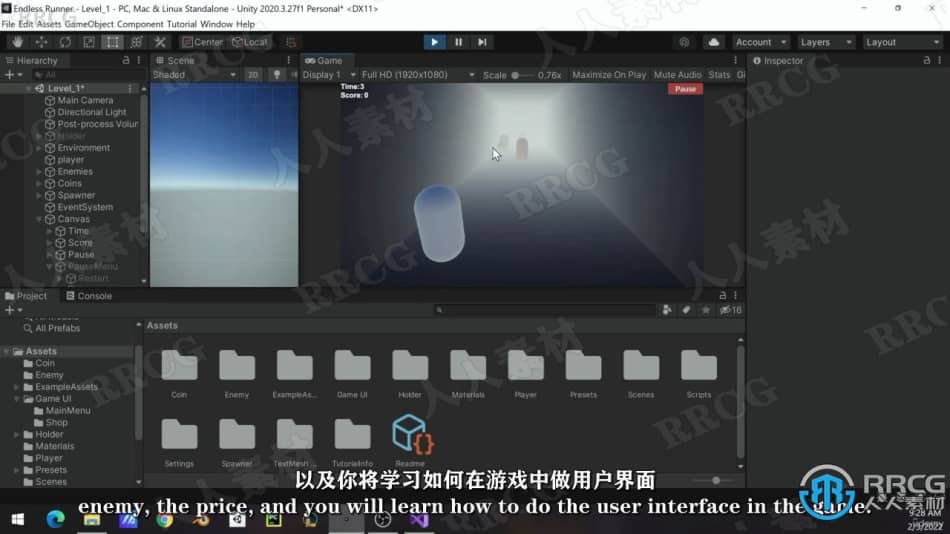 Endless Runner - Level_1 - PC, Mac & Linux Standalone - Unity 2020.3.27f1 Personal* <DX11>
File Edit Assets GameObject Component Tutorial Window Help
Center Local Account Layers Layout
Hierarchy Scene Game Inspector
All Shaded 2D Display 1 Full HD (1920x1080) Scale 0.76x Maximize On Play Mute Audio Stats Gi
Level_1*
Main Camera
Directional Light
Post-process Volum
Holder
Environment
player
Enemies
Coins
Spawner
EventSystem
Canvas
Time
Score
Pause
PauseMenu
Restart
Time:3
Score: 0
Pause
Project Console
16
All Prefabs
Assets
Coin
Enemy
ExampleAssets
Game UI
MainMenu
Shop
Holder
Materials
Player
Presets
Scenes
Assets
Coin Enemy ExampleAs... Game UI Holder Materials Player Presets Scenes Scripts
Settings Spawner TextMesh ... TutorialInfo Readme
以及你将学习如何在游戏中做用户界面
enemy, the price, and you will learn how to do the user interface in the game.
RRCG
人人素材
ûdemy
9:28 AM
2/3/2022